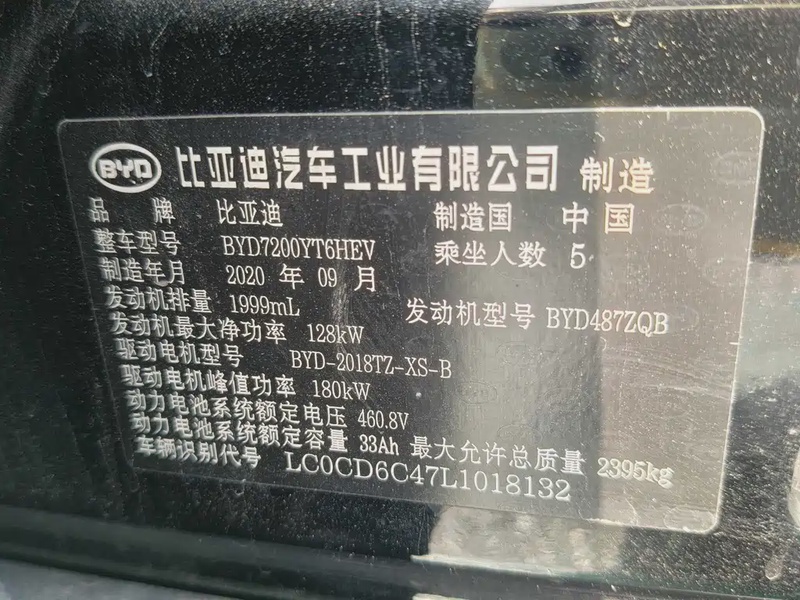 BYD 比亚迪汽车工业有限公司 制造
品 牌 比亚迪 制造国 中国
整车型号 BYD7200YT6HEV 乘坐人数 5
制造年月 2020 年 09 月
发动机排量 1999mL 发动机型号 BYD487ZQB
发动机最大净功率 128kW
驱动电机型号 BYD-2018TZ-XS-B
驱动电机峰值功率 180kW
动力电池系统额定电压 460.8V
动力电池系统额定容量 33Ah 最大允许总质量 2395kg
车辆识别代号 LC0CD6C47L1018132